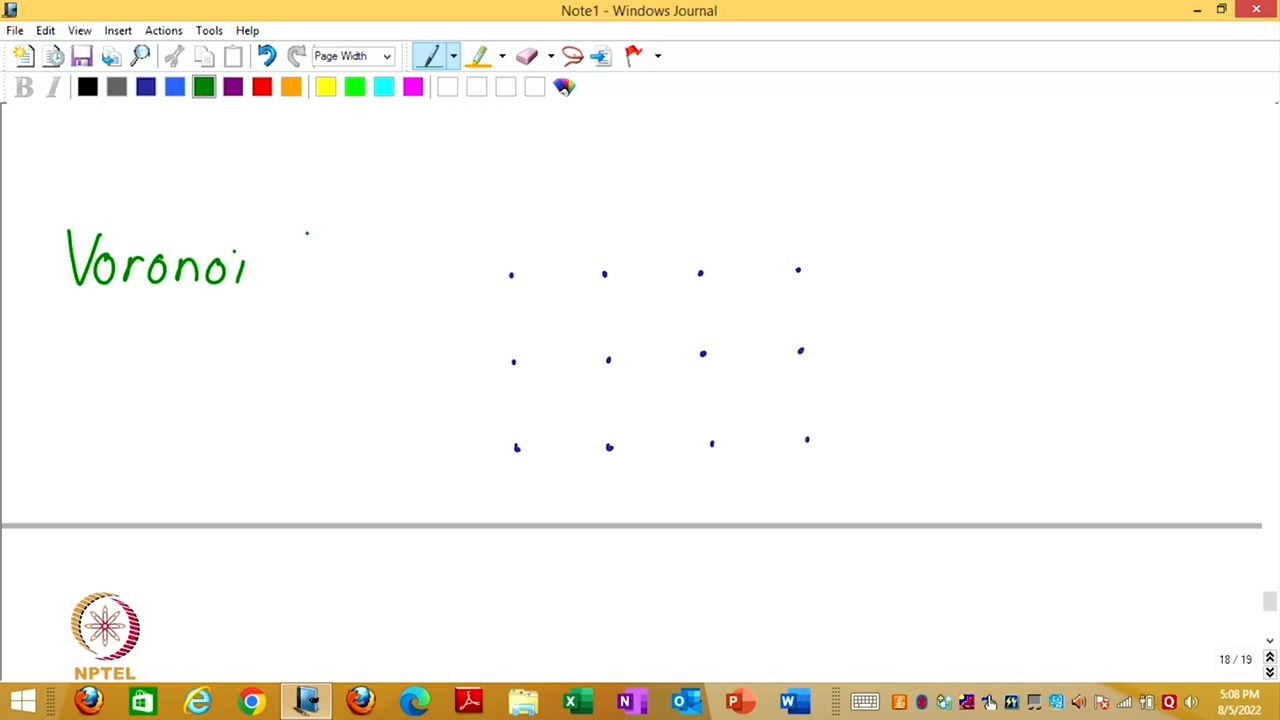 Note1 - Windows Journal
File Edit View Insert Actions Tools Help
Page Width
B I
Voronoi
NPTEL
18 / 19
5:08 PM
8/5/2022